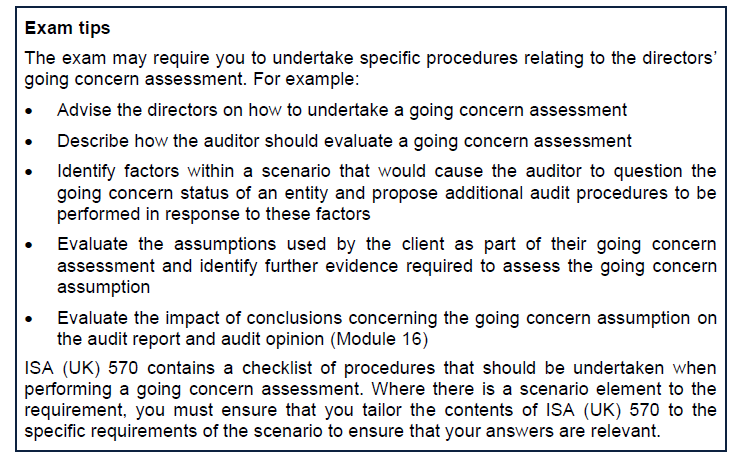 Exam tips
The exam may require you to undertake specific procedures relating to the directors'
going concern assessment. For example:
• Advise the directors on how to undertake a going concern assessment
• Describe how the auditor should evaluate a going concern assessment
• Identify factors within a scenario that would cause the auditor to question the
going concern status of an entity and propose additional audit procedures to be
performed in response to these factors
• Evaluate the assumptions used by the client as part of their going concern
assessment and identify further evidence required to assess the going concern
assumption
• Evaluate the impact of conclusions concerning the going concern assumption on
the audit report and audit opinion (Module 16)
ISA (UK) 570 contains a checklist of procedures that should be undertaken when
performing a going concern assessment. Where there is a scenario element to the
requirement, you must ensure that you tailor the contents of ISA (UK) 570 to the
specific requirements of the scenario to ensure that your answers are relevant.